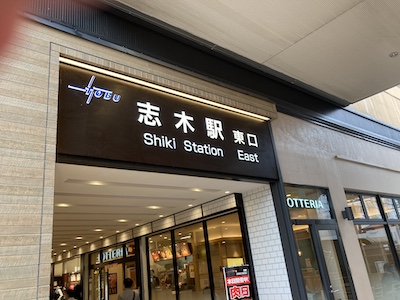 TOBU
志木駅 東口
Shiki Station East
OTTERIA